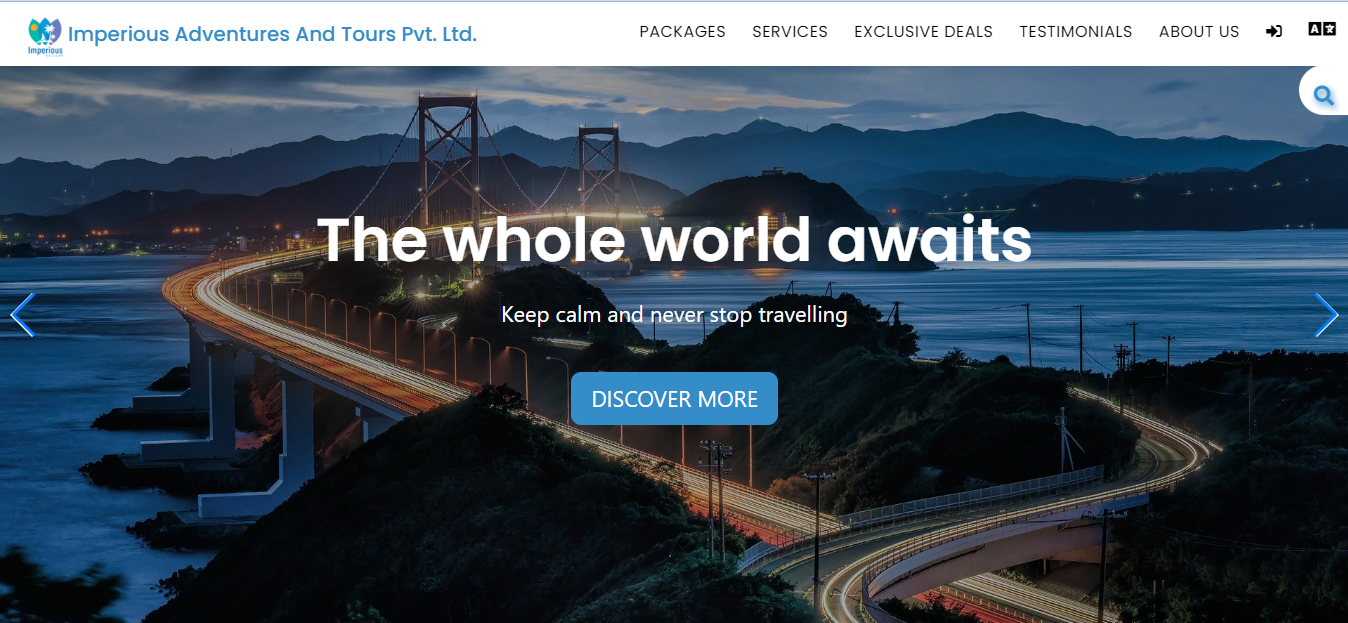 Imperious Adventures And Tours Pvt. Ltd.
Imperious
PACKAGES SERVICES EXCLUSIVE DEALS TESTIMONIALS ABOUT US
The whole world awaits
Keep calm and never stop travelling
DISCOVER MORE